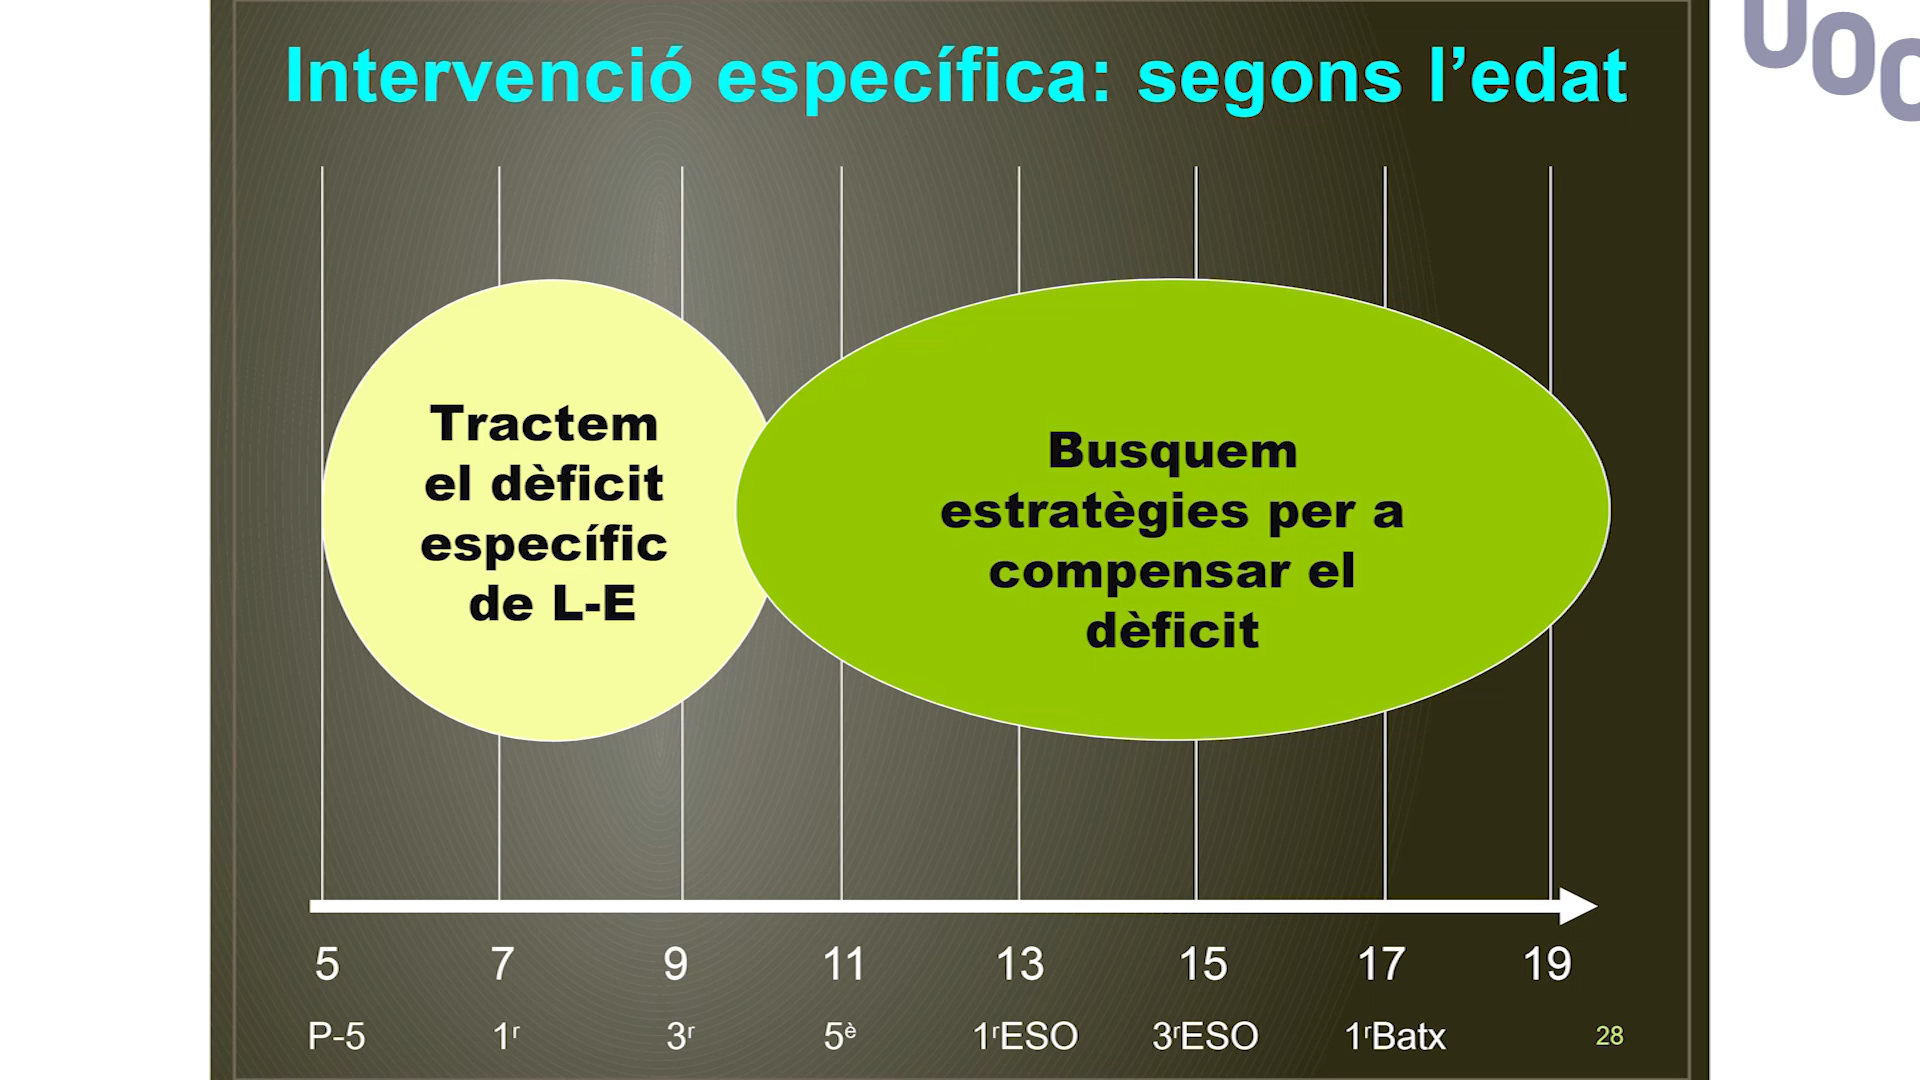 UOC
Intervenció específica: segons l’edat
Tractem
el dèficit
específic
de L-E
Busquem
estratègies per a
compensar el
dèficit
5 7 9 11 13 15 17 19
P-5 1r 3r 5è 1rESO 3rESO 1rBatx 28